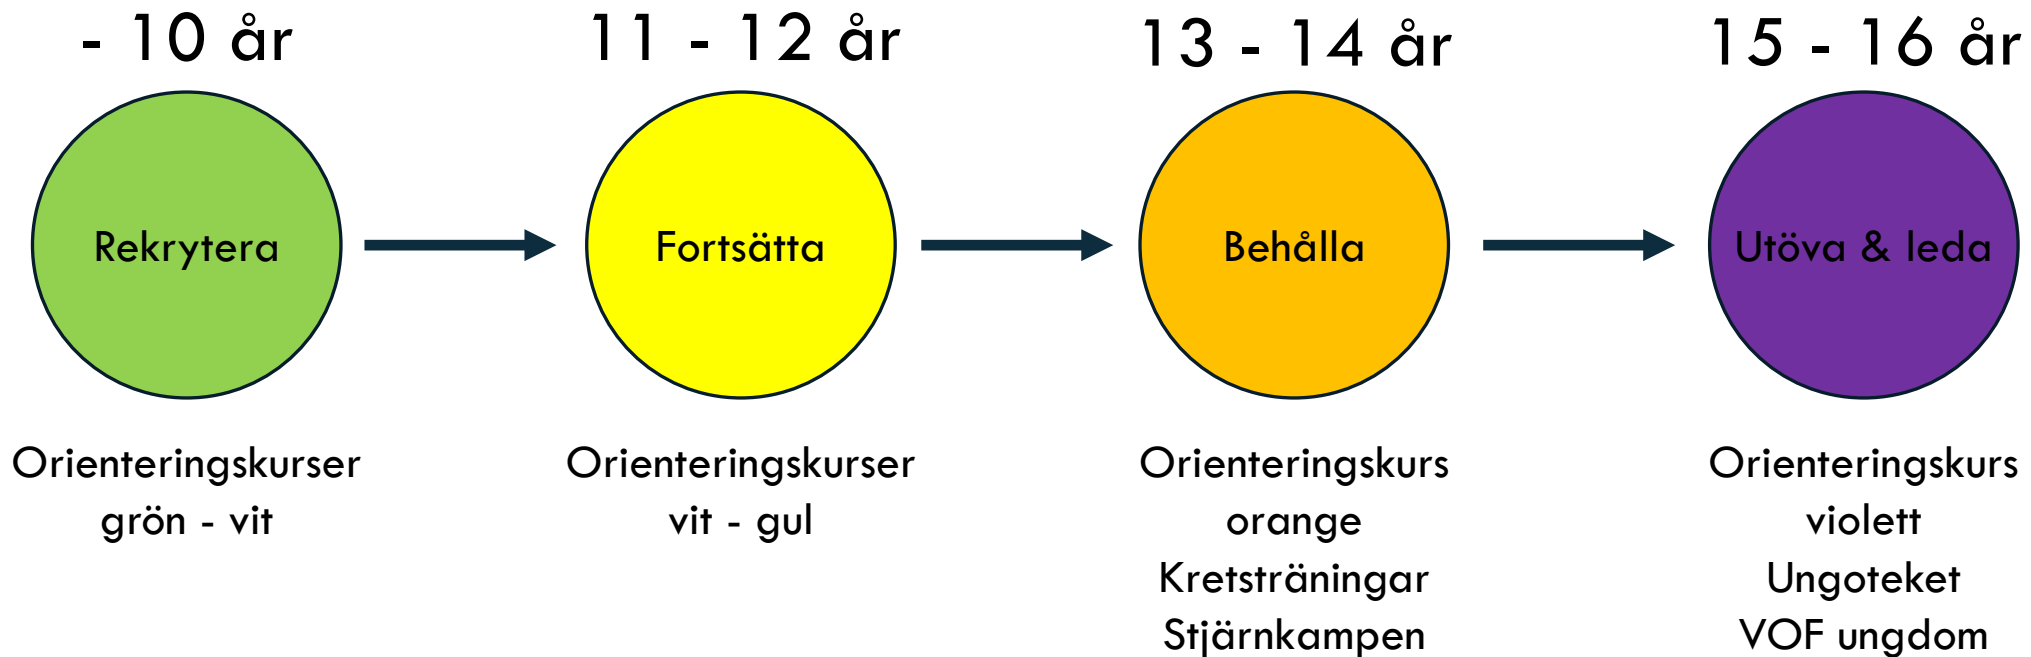 - 10 år
Rekrytera
Orienteringskurser
grön - vit
11 - 12 år
Fortsätta
Orienteringskurser
vit - gul
13 - 14 år
Behålla
Orienteringskurs
orange
Kretsträningar
Stjärnkampen
15 - 16 år
Utöva & leda
Orienteringskurs
violett
Ungoteket
VOF ungdom